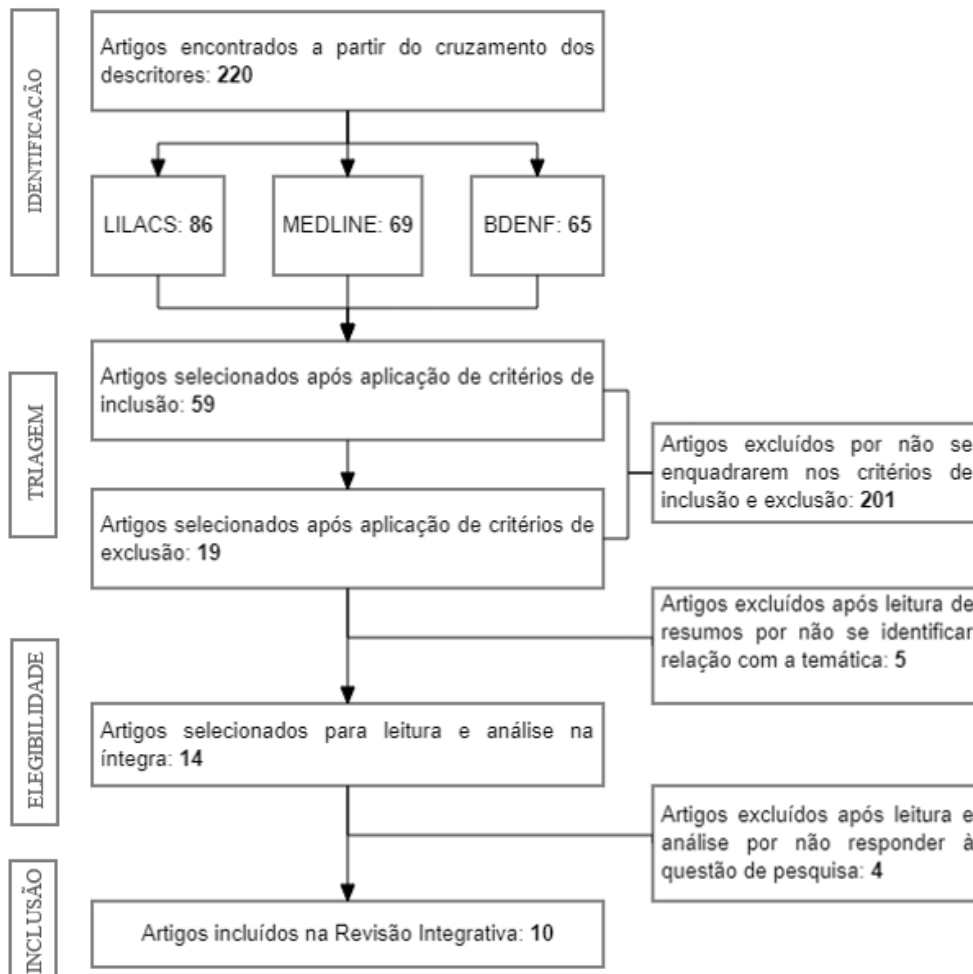 IDENTIFICAÇÃO
Artigos encontrados a partir do cruzamento dos
descritores: 220
LILACS: 86
MEDLINE: 69
BDENF: 65
TRIAGEM
Artigos selecionados após aplicação de critérios de
inclusão: 59
Artigos excluídos por não se
enquadrarem nos critérios de
inclusão e exclusão: 201
Artigos selecionados após aplicação de critérios de
exclusão: 19
Artigos excluídos após leitura de
resumos por não se identificar
relação com a temática: 5
ELEGIBILIDADE
Artigos selecionados para leitura e análise na
íntegra: 14
Artigos excluídos após leitura e
análise por não responder à
questão de pesquisa: 4
INCLUSÃO
Artigos incluídos na Revisão Integrativa: 10